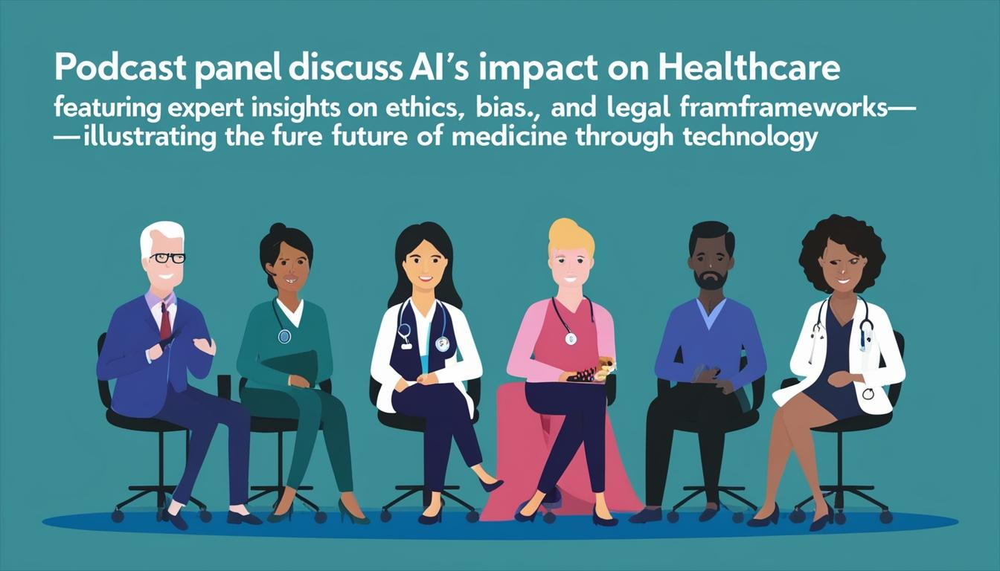 Podcast panel discuss AI's impact on Healthcare
featuring expert insights on ethics, bias., and legal framframeworks—
—illustrating the fure future of medicine through technology